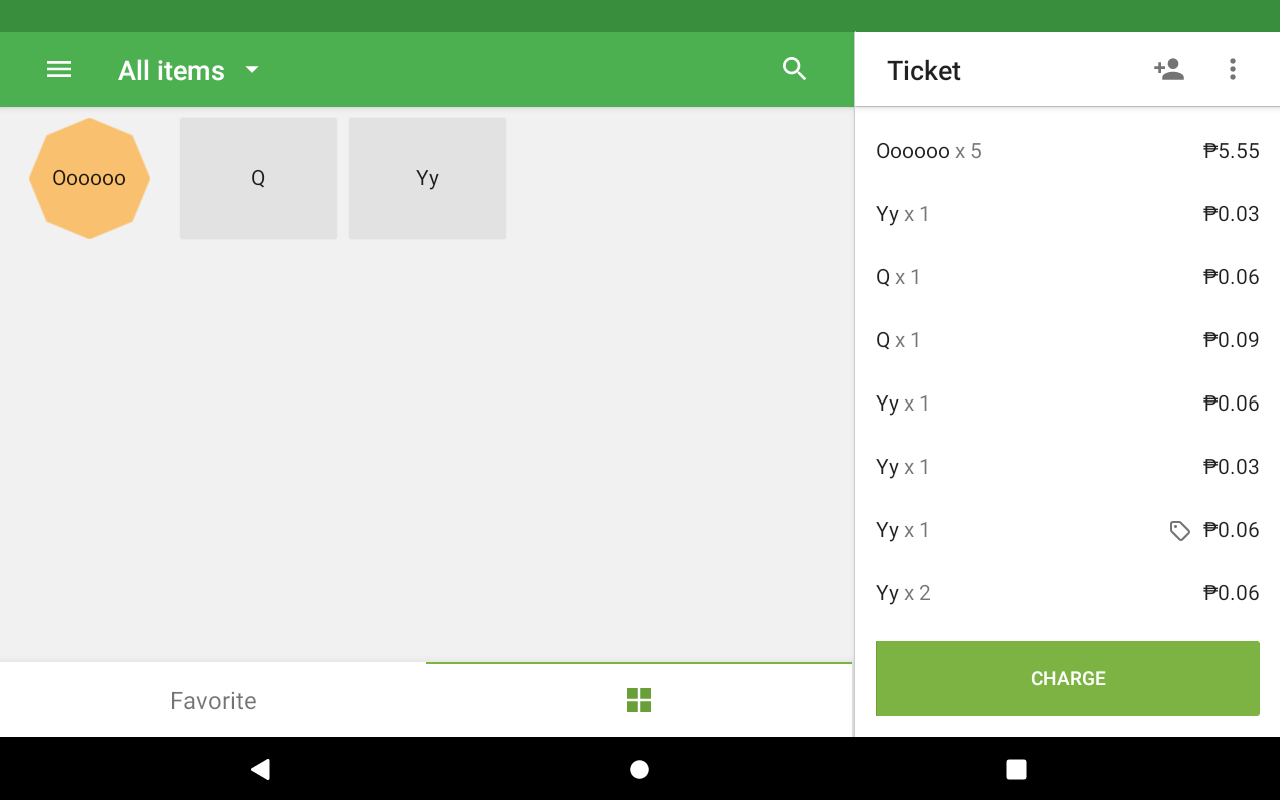 All items
Ticket
Oooooo
Q
Yy
Oooooo x 5 ₱5.55
Yy x 1 ₱0.03
Q x 1 ₱0.06
Q x 1 ₱0.09
Yy x 1 ₱0.06
Yy x 1 ₱0.03
Yy x 1 ₱0.06
Yy x 2 ₱0.06
CHARGE
Favorite